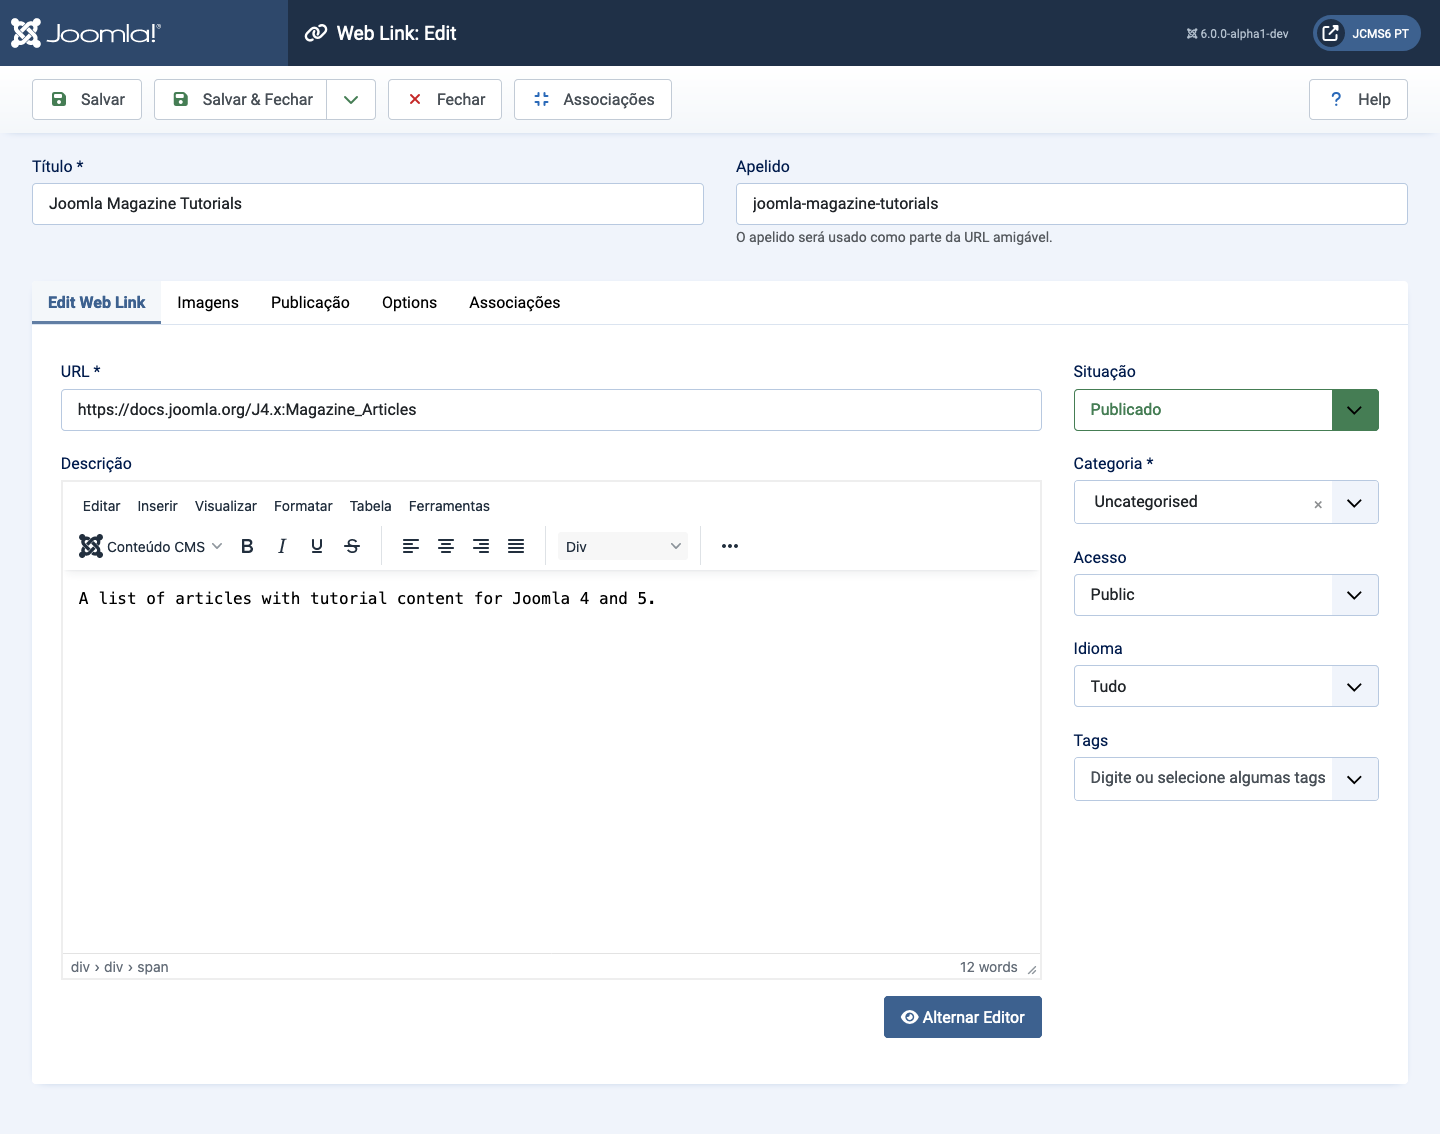 Joomla!®
Web Link: Edit
6.0.0-alpha1-dev
JCMS6 PT
Salvar
Salvar & Fechar
Fechar
Associações
? Help
Título *
Apelido
Joomla Magazine Tutorials
joomla-magazine-tutorials
O apelido será usado como parte da URL amigável.
Edit Web Link
Imagens
Publicação
Options
Associações
URL *
https://docs.joomla.org/J4.x:Magazine_Articles
Descrição
Editar
Inserir
Visualizar
Formatar
Tabela
Ferramentas
Conteúdo CMS
B
I
U
S
Div
A list of articles with tutorial content for Joomla 4 and 5.
div › div › span
12 words
Alternar Editor
Situação
Publicado
Categoria *
Uncategorised ×
Acesso
Public
Idioma
Tudo
Tags
Digite ou selecione algumas tags